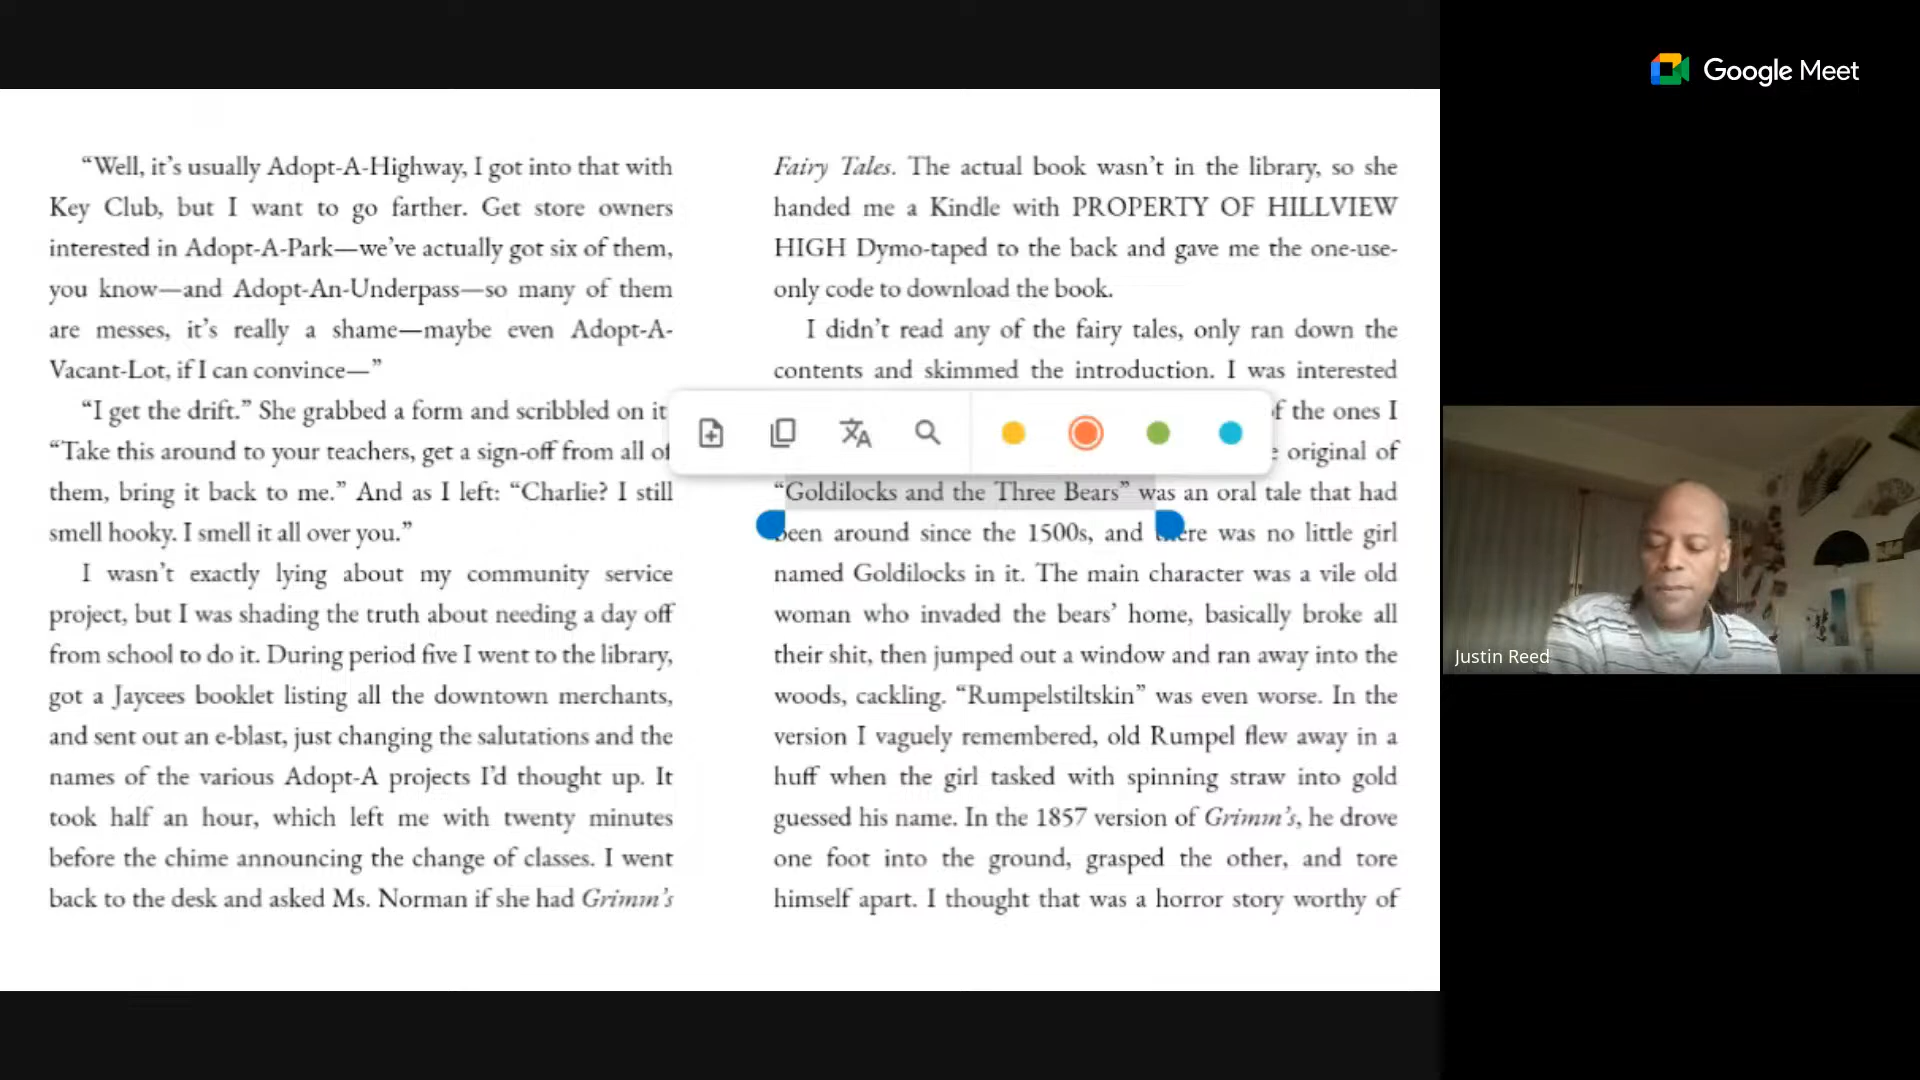 “Well, it’s usually Adopt-A-Highway, I got into that with
Key Club, but I want to go farther. Get store owners
interested in Adopt-A-Park—we’ve actually got six of them,
you know—and Adopt-An-Underpass—so many of them
are messes, it’s really a shame—maybe even Adopt-A-
Vacant-Lot, if I can convince—”
“I get the drift.” She grabbed a form and scribbled on it
“Take this around to your teachers, get a sign-off from all of
them, bring it back to me.” And as I left: “Charlie? I still
smell hooky. I smell it all over you.”
I wasn’t exactly lying about my community service
project, but I was shading the truth about needing a day off
from school to do it. During period five I went to the library,
got a Jaycees booklet listing all the downtown merchants,
and sent out an e-blast, just changing the salutations and the
names of the various Adopt-A projects I’d thought up. It
took half an hour, which left me with twenty minutes
before the chime announcing the change of classes. I went
back to the desk and asked Ms. Norman if she had Grimm’s
Fairy Tales. The actual book wasn’t in the library, so she
handed me a Kindle with PROPERTY OF HILLVIEW
HIGH Dymo-taped to the back and gave me the one-use-
only code to download the book.
I didn’t read any of the fairy tales, only ran down the
contents and skimmed the introduction. I was interested
of the ones I
original of
“Goldilocks and the Three Bears” was an oral tale that had
been around since the 1500s, and there was no little girl
named Goldilocks in it. The main character was a vile old
woman who invaded the bears’ home, basically broke all
their shit, then jumped out a window and ran away into the
woods, cackling. “Rumpelstiltskin” was even worse. In the
version I vaguely remembered, old Rumpel flew away in a
huff when the girl tasked with spinning straw into gold
guessed his name. In the 1857 version of Grimm’s, he drove
one foot into the ground, grasped the other, and tore
himself apart. I thought that was a horror story worthy of
Google Meet
Justin Reed